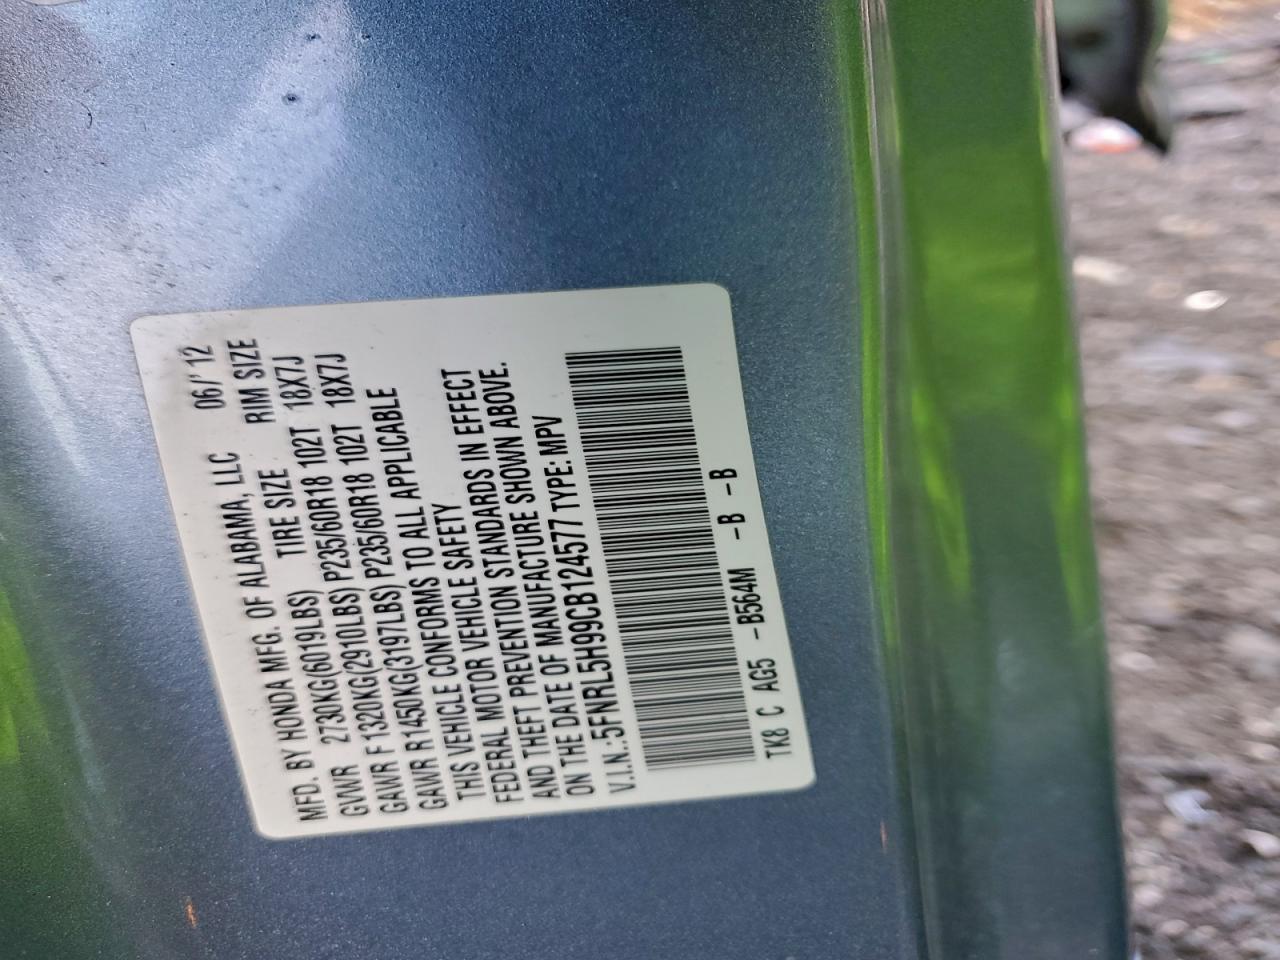 MFD. BY HONDA MFG. OF ALABAMA, LLC 06/'12
GVWR 2730KG(6019LBS) TIRE SIZE RIM SIZE
GAWR F1320KG(2910LBS) P235/60R18 102T 18X7J
GAWR R1450KG(3197LBS) P235/60R18 102T 18X7J
THIS VEHICLE CONFORMS TO ALL APPLICABLE
FEDERAL MOTOR VEHICLE SAFETY
AND THEFT PREVENTION STANDARDS IN EFFECT
ON THE DATE OF MANUFACTURE SHOWN ABOVE.
V.I.N.:5FNRL5H99CB124577 TYPE: MPV
TK8 C AG5 -B564M -B -B